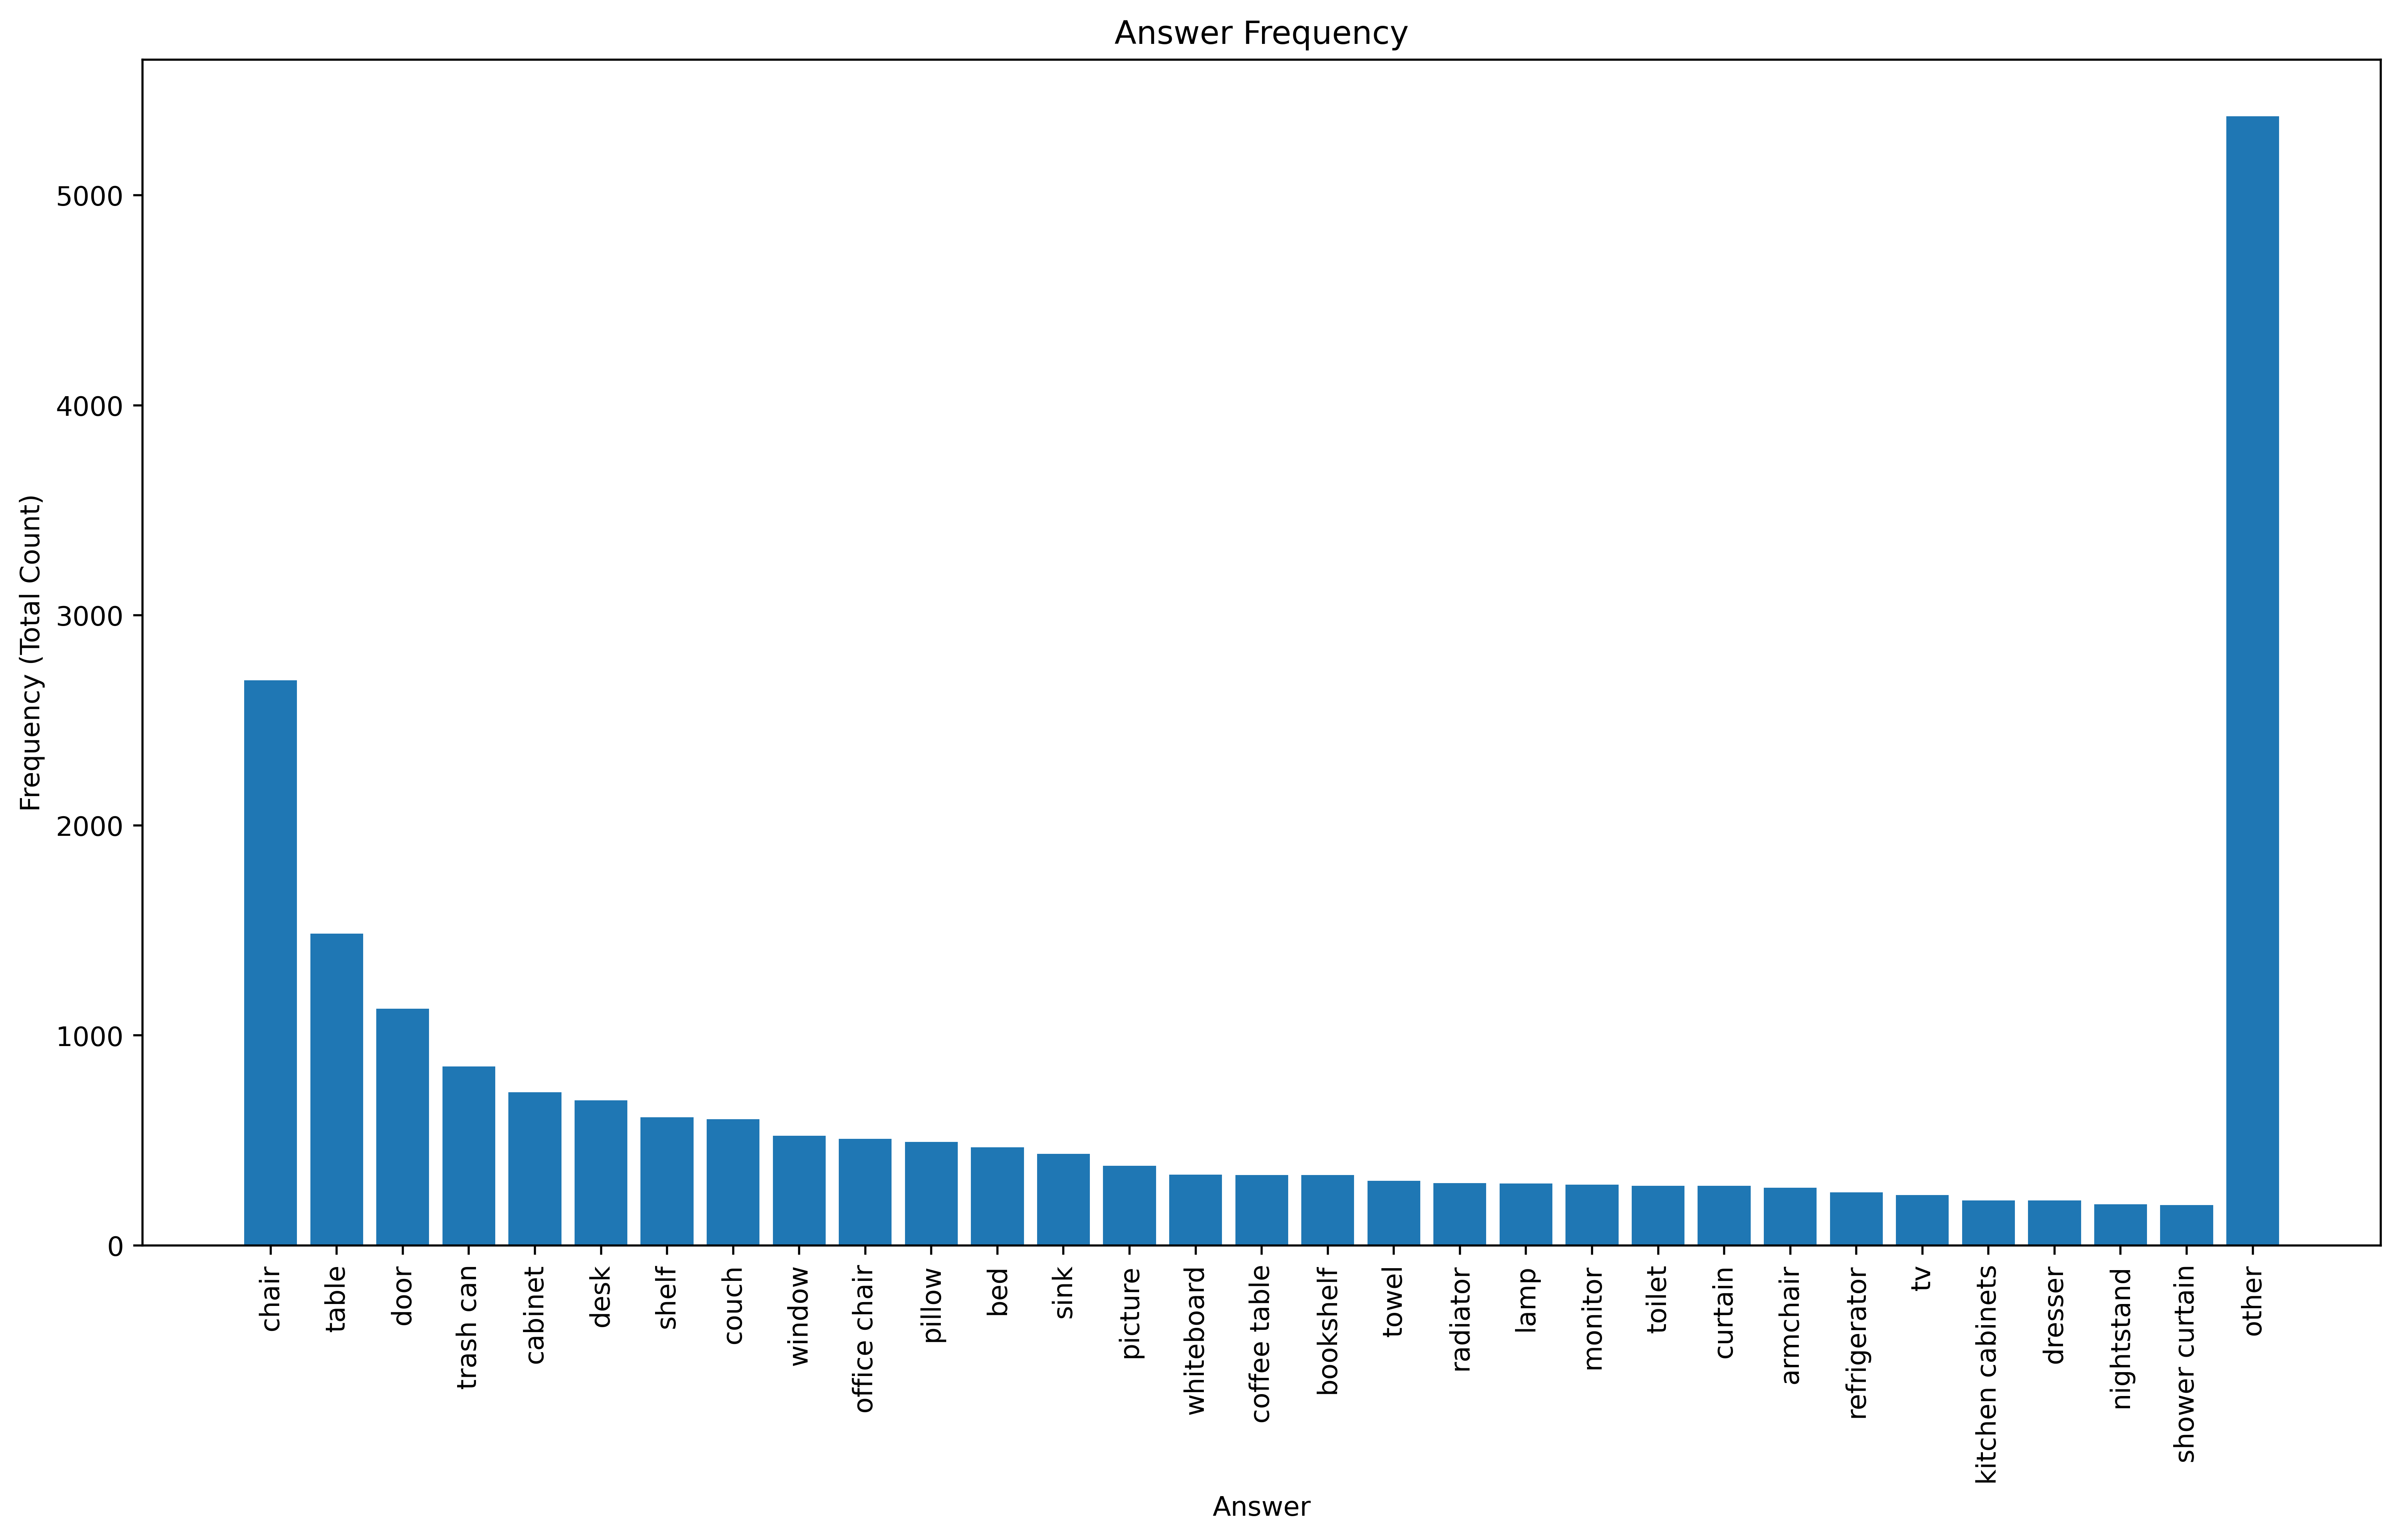 Answer Frequency
Frequency (Total Count)
5000
4000
3000
2000
1000
0
chair
table
door
trash can
cabinet
desk
shelf
couch
window
office chair
pillow
bed
sink
picture
whiteboard
coffee table
bookshelf
towel
radiator
lamp
monitor
toilet
curtain
armchair
refrigerator
tv
kitchen cabinets
dresser
nightstand
shower curtain
other
Answer